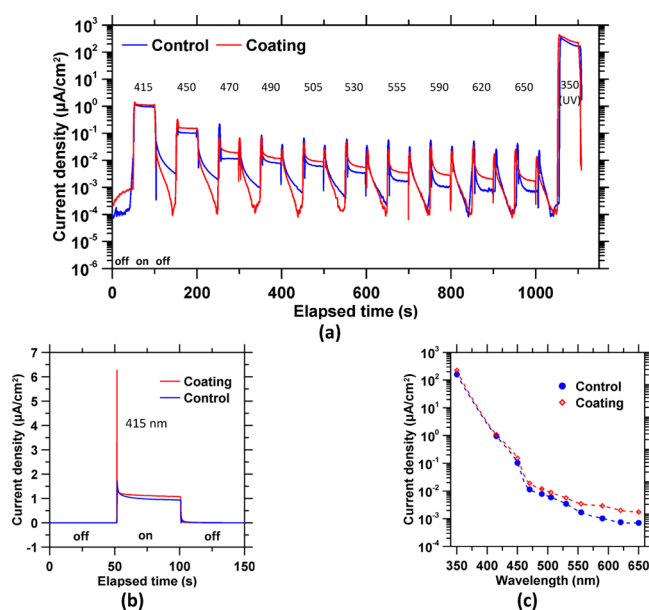 10³
10²
10¹
10⁰
10⁻¹
10⁻²
10⁻³
10⁻⁴
10⁻⁵
10⁻⁶
Current density (µA/cm²)
Control
Coating
415 450 470 490 505 530 555 590 620 650 350
(UV)
off on off
0 200 400 600 800 1000
Elapsed time (s)
(a)
7
6
5
4
3
2
1
0
-1
Current density (µA/cm²)
Coating
Control
415 nm
off on off
0 50 100 150
Elapsed time (s)
(b)
10³
10²
10¹
10⁰
10⁻¹
10⁻²
10⁻³
10⁻⁴
Current density (µA/cm²)
Control
Coating
350 400 450 500 550 600 650
Wavelength (nm)
(c)